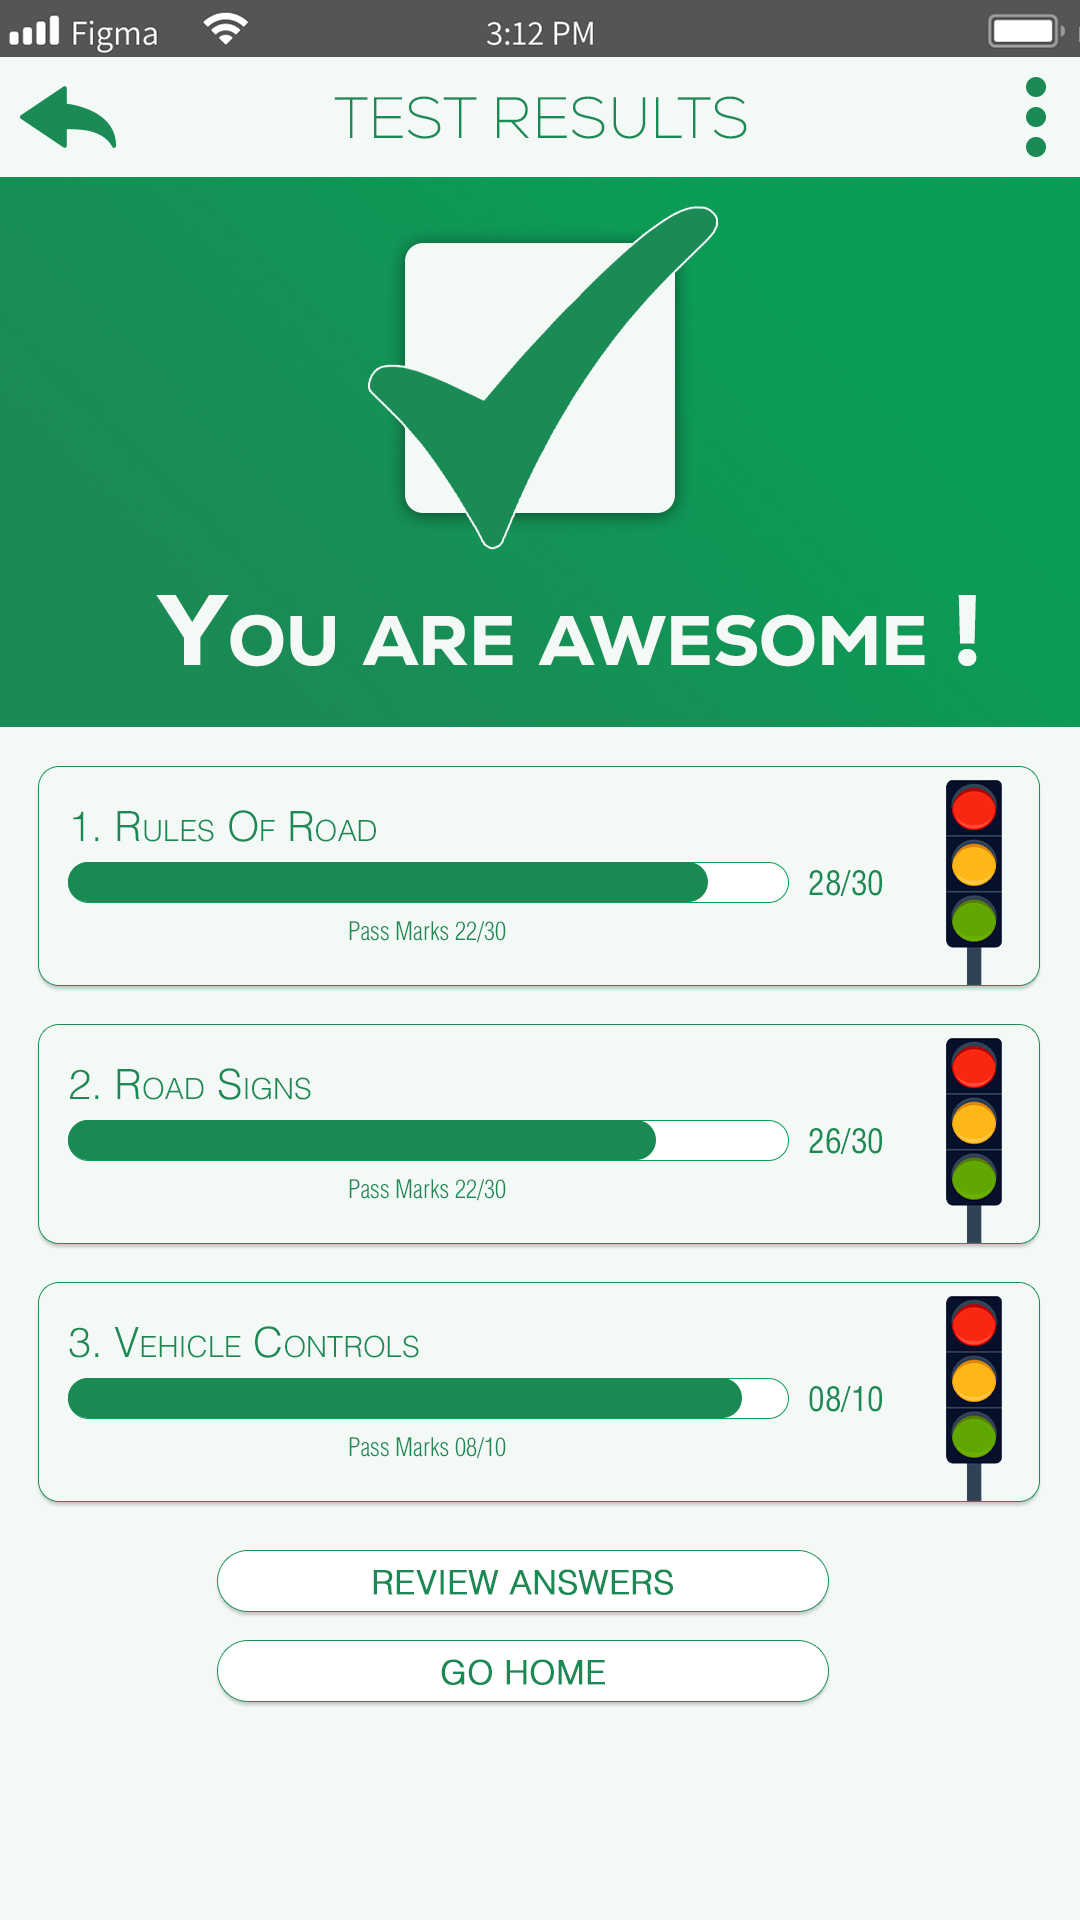 Figma 3:12 PM
TEST RESULTS
YOU ARE AWESOME !
1. RULES OF ROAD
28/30
Pass Marks 22/30
2. ROAD SIGNS
26/30
Pass Marks 22/30
3. VEHICLE CONTROLS
08/10
Pass Marks 08/10
REVIEW ANSWERS
GO HOME